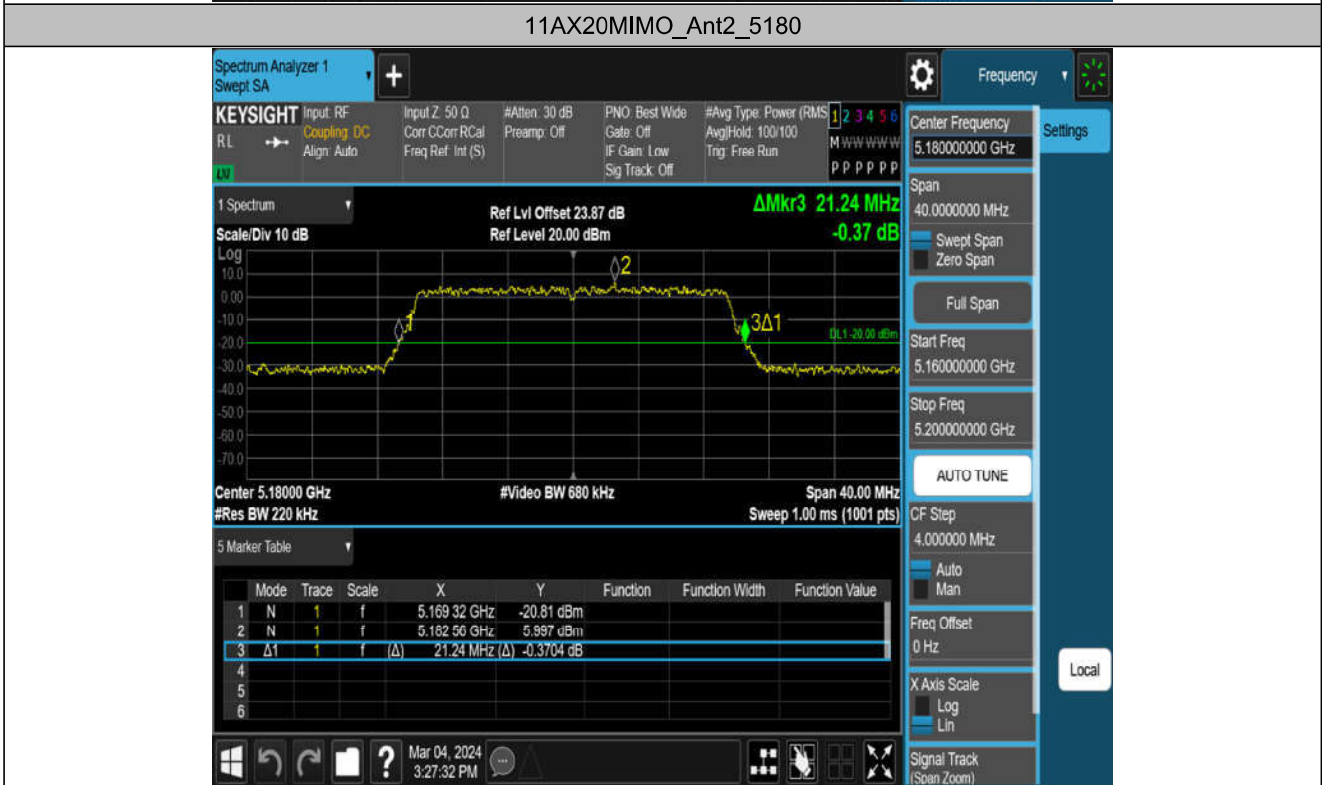 11AX20MIMO_Ant2_5180
Spectrum Analyzer 1
Swept SA
+
Frequency
KEYSIGHT
RL
LXI
Input: RF
Coupling: DC
Align: Auto
Input Z: 50 Ω
Corr CCorr RCal
Freq Ref: Int (S)
#Atten: 30 dB
Preamp: Off
PNO: Best Wide
Gate: Off
IF Gain: Low
Sig Track: Off
#Avg Type: Power (RMS
Avg|Hold: 100/100
Trig: Free Run
1 2 3 4 5 6
M W W W W W
P P P P P P
1 Spectrum
Scale/Div 10 dB
Ref Lvl Offset 23.87 dB
Ref Level 20.00 dBm
ΔMkr3 21.24 MHz
-0.37 dB
Log
10.0
0.00
-10.0
-20.0
-30.0
-40.0
-50.0
-60.0
-70.0
1
2
3Δ1
DL1 -20.00 dBm
Center 5.18000 GHz
#Video BW 680 kHz
Span 40.00 MHz
#Res BW 220 kHz
Sweep 1.00 ms (1001 pts)
5 Marker Table
Mode Trace Scale X Y Function Function Width Function Value
1 N 1 f 5.169 32 GHz -20.81 dBm
2 N 1 f 5.182 56 GHz 5.997 dBm
3 Δ1 1 f (Δ) 21.24 MHz (Δ) -0.3704 dB
4
5
6
Mar 04, 2024
3:27:32 PM
?
Center Frequency
5.180000000 GHz
Settings
Span
40.0000000 MHz
Swept Span
Zero Span
Full Span
Start Freq
5.160000000 GHz
Stop Freq
5.200000000 GHz
AUTO TUNE
CF Step
4.000000 MHz
Auto
Man
Freq Offset
0 Hz
Local
X Axis Scale
Log
Lin
Signal Track
(Span Zoom)